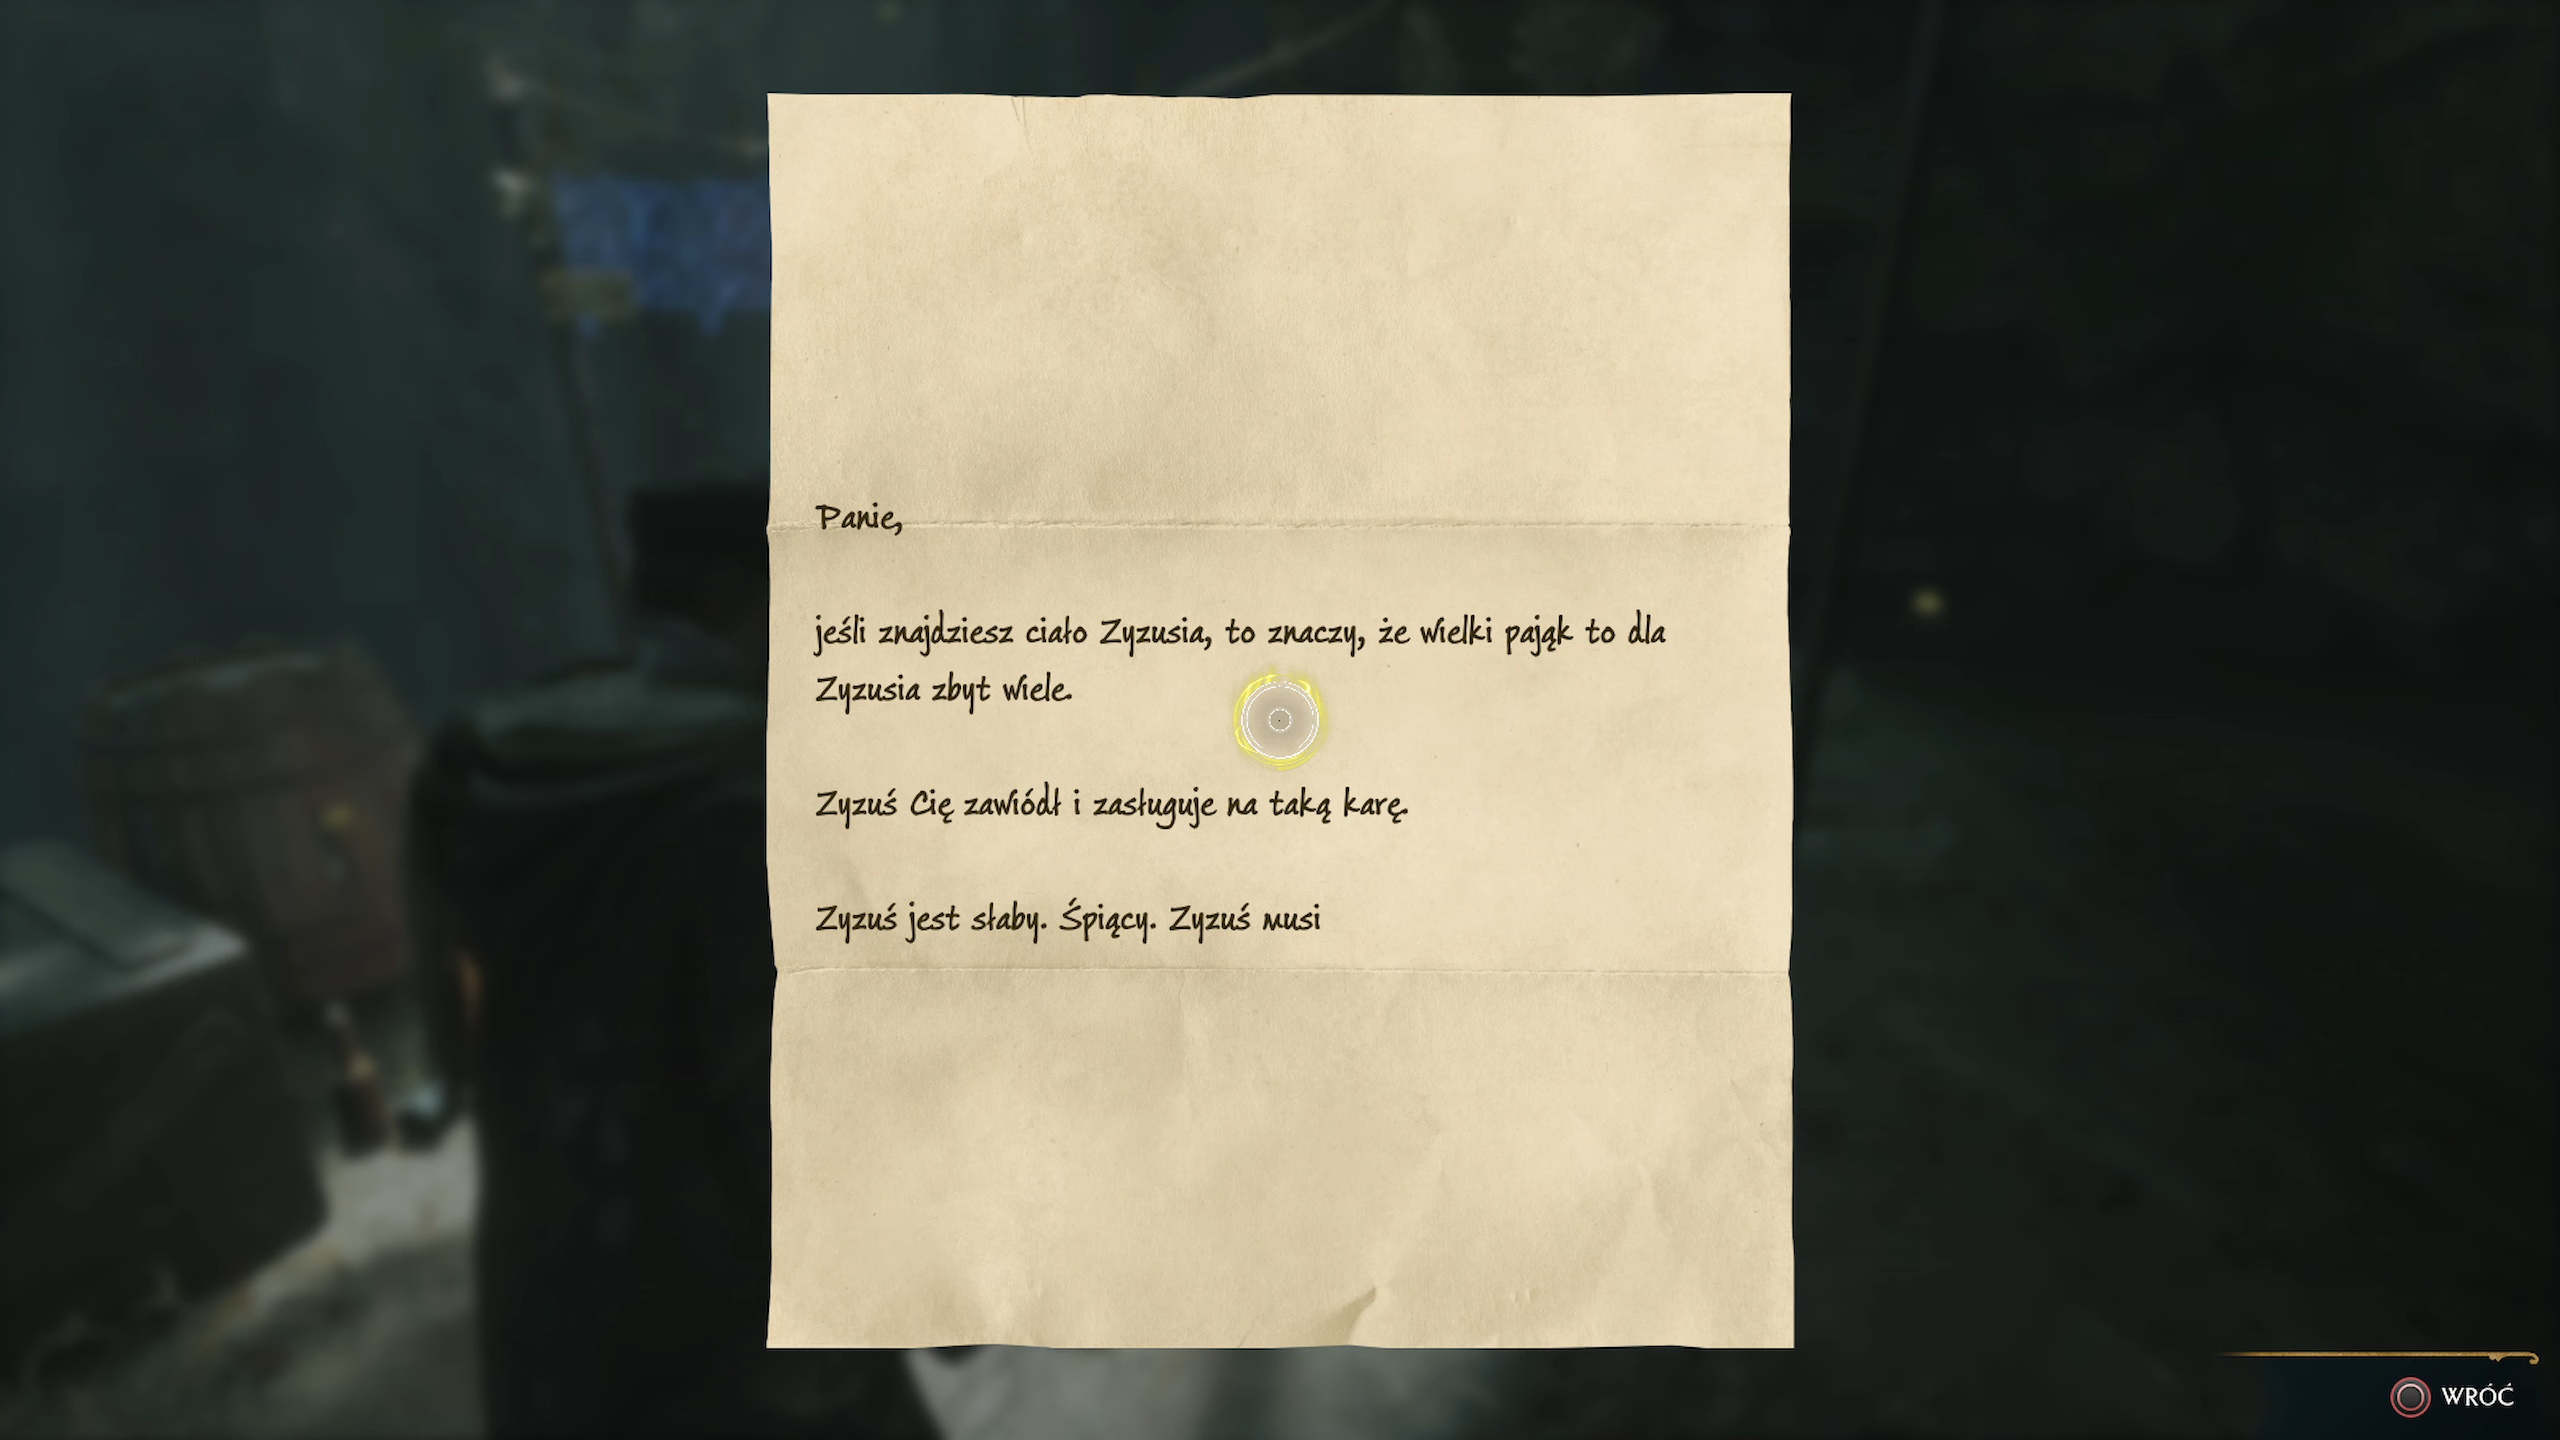 Panie,
jeśli znajdziesz ciało Zyzusia, to znaczy, że wielki pająk to dla
Zyzusia zbyt wiele.
Zyzuś Cię zawiódł i zasługuje na taką karę.
Zyzuś jest słaby. Śpiący. Zyzuś musi
WRÓĆ